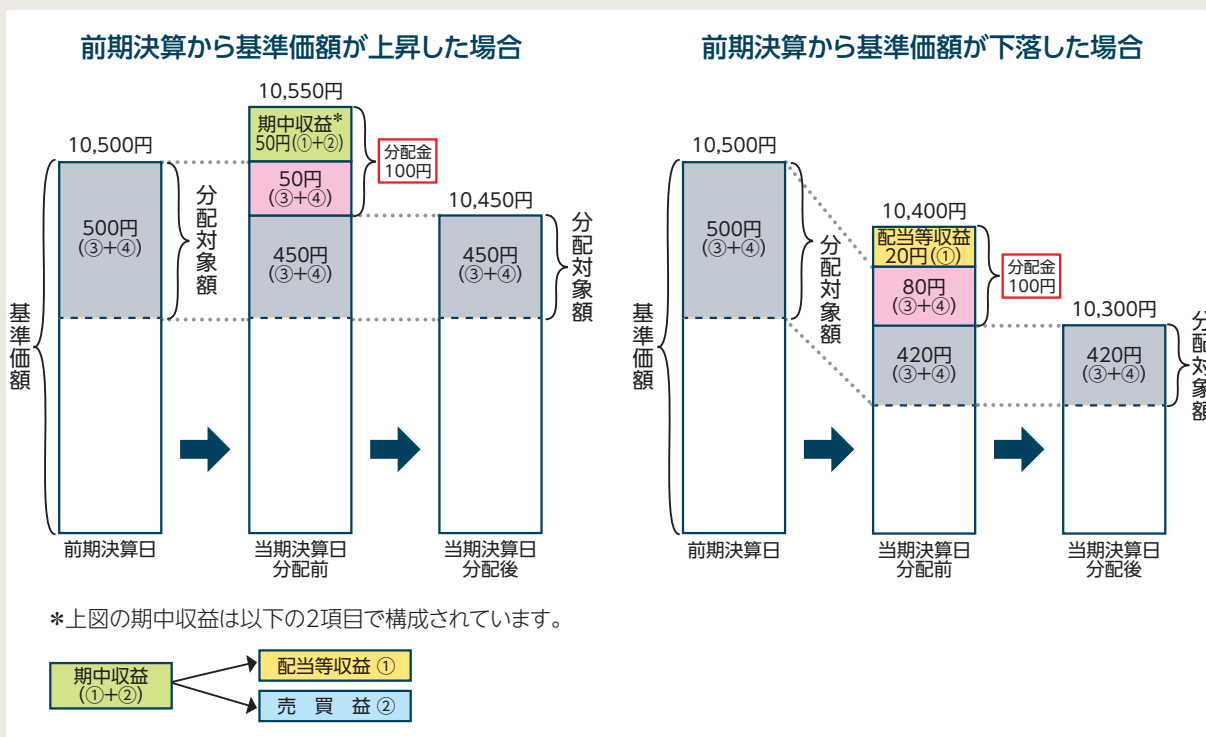 前期決算から基準価額が上昇した場合
10,550円
10,500円
期中収益*
50円(①+②)
分配金
100円
50円
(③+④)
10,450円
500円
(③+④)
分配対象額
450円
(③+④)
450円
(③+④)
分配対象額
基準価額
前期決算日
当期決算日
分配前
当期決算日
分配後
*上図の期中収益は以下の2項目で構成されています。
期中収益
(①+②)
配当等収益 ①
売 買 益 ②
前期決算から基準価額が下落した場合
10,500円
10,400円
500円
(③+④)
分配対象額
配当等収益
20円(①)
分配金
100円
80円
(③+④)
10,300円
420円
(③+④)
420円
(③+④)
分配対象額
基準価額
前期決算日
当期決算日
分配前
当期決算日
分配後